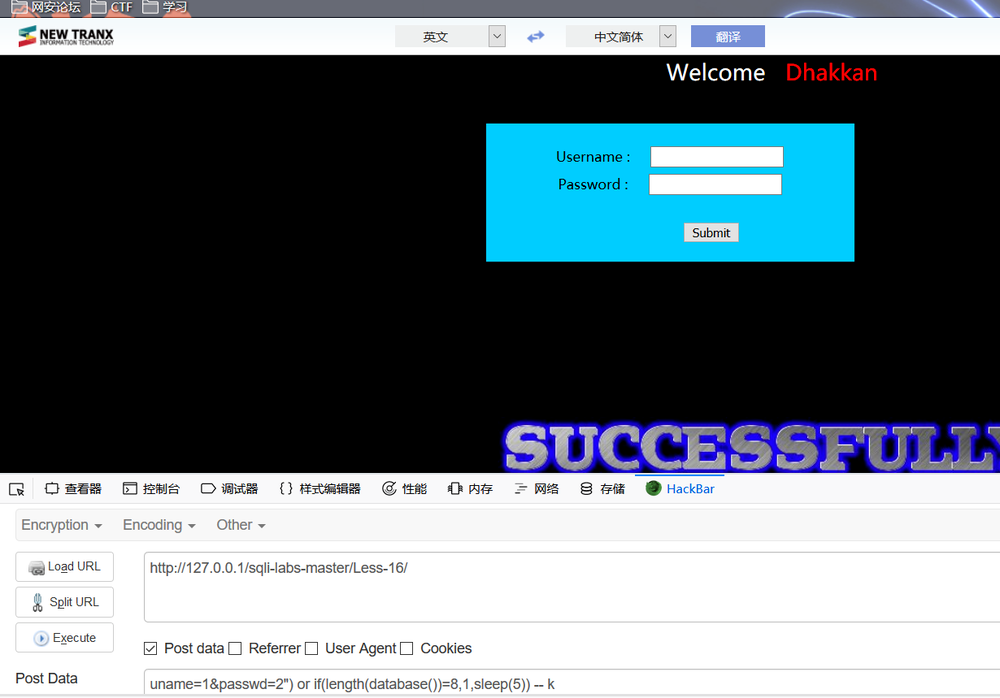 网安论坛 CTF 学习
NEW TRANX
INFORMATION TECHNOLOGY
英文 中文简体 翻译
Welcome Dhakkan
Username :
Password :
Submit
SUCCESSFULLY
查看器 控制台 调试器 {} 样式编辑器 性能 内存 网络 存储 HackBar
Encryption Encoding Other
Load URL
http://127.0.0.1/sqli-labs-master/Less-16/
Split URL
Execute
Post data Referrer User Agent Cookies
Post Data
uname=1&passwd=2") or if(length(database())=8,1,sleep(5)) -- k